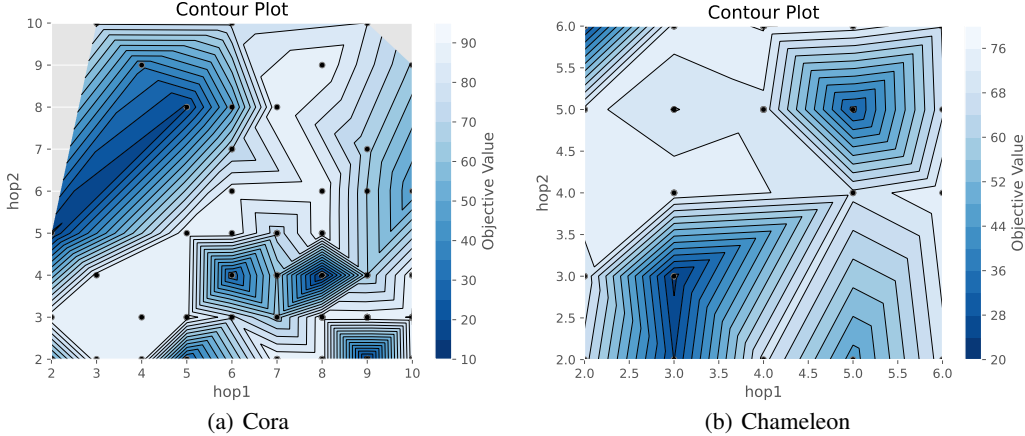 Contour Plot
10
9
8
7
6
5
4
3
2
hop2
2 3 4 5 6 7 8 9 10
hop1
90
80
70
60
50
40
30
20
10
Objective Value
(a) Cora
Contour Plot
6.0
5.5
5.0
4.5
4.0
3.5
3.0
2.5
2.0
hop2
2.0 2.5 3.0 3.5 4.0 4.5 5.0 5.5 6.0
hop1
76
68
60
52
44
36
28
20
Objective Value
(b) Chameleon